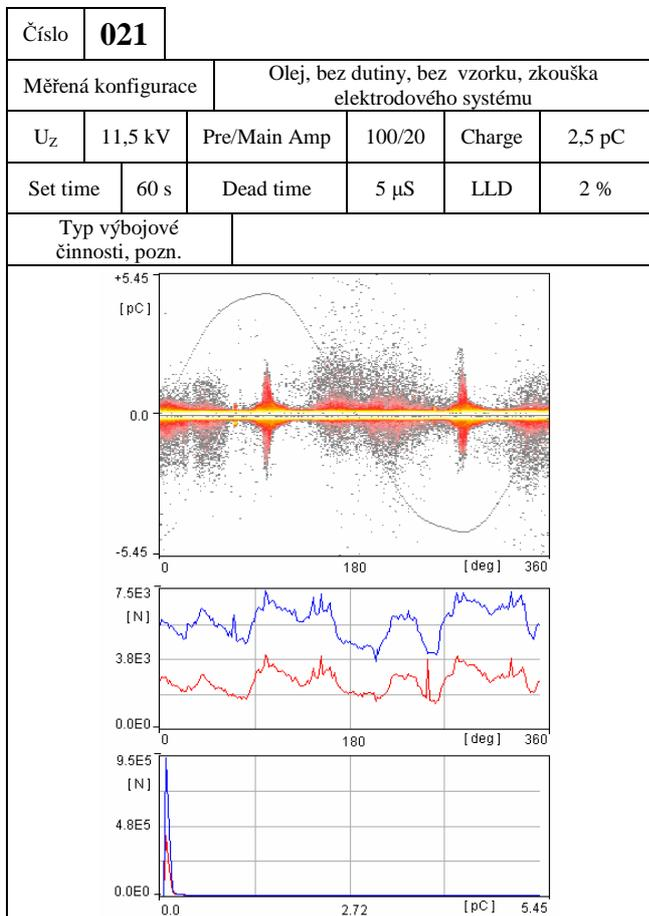 Číslo 021
Měřená konfigurace Olej, bez dutiny, bez vzorku, zkouška
elektrodového systému
UZ 11,5 kV Pre/Main Amp 100/20 Charge 2,5 pC
Set time 60 s Dead time 5 µS LLD 2 %
Typ výbojové
činnosti, pozn.
+5.45
[pC]
0.0
-5.45
0 180 [deg] 360
7.5E3
[N]
3.8E3
0.0E0
0 180 [deg] 360
9.5E5
[N]
4.8E5
0.0E0
0.0 2.72 [pC] 5.45